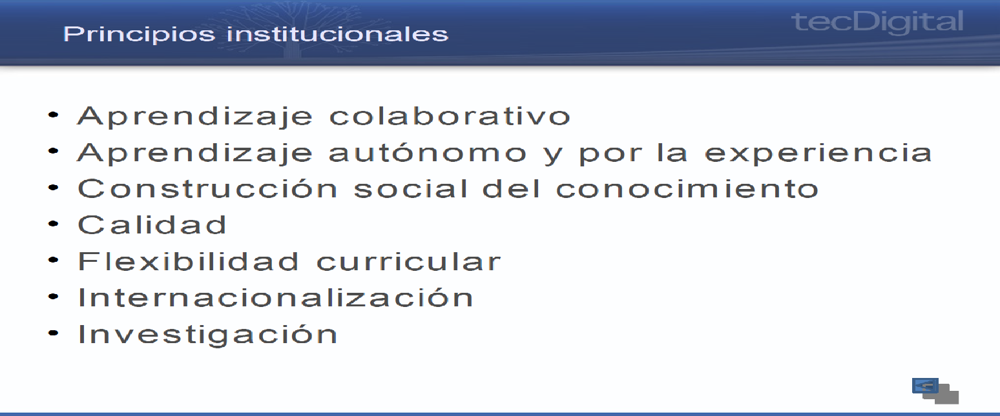 Principios institucionales
tecDigital
• Aprendizaje colaborativo
• Aprendizaje autónomo y por la experiencia
• Construcción social del conocimiento
• Calidad
• Flexibilidad curricular
• Internacionalización
• Investigación